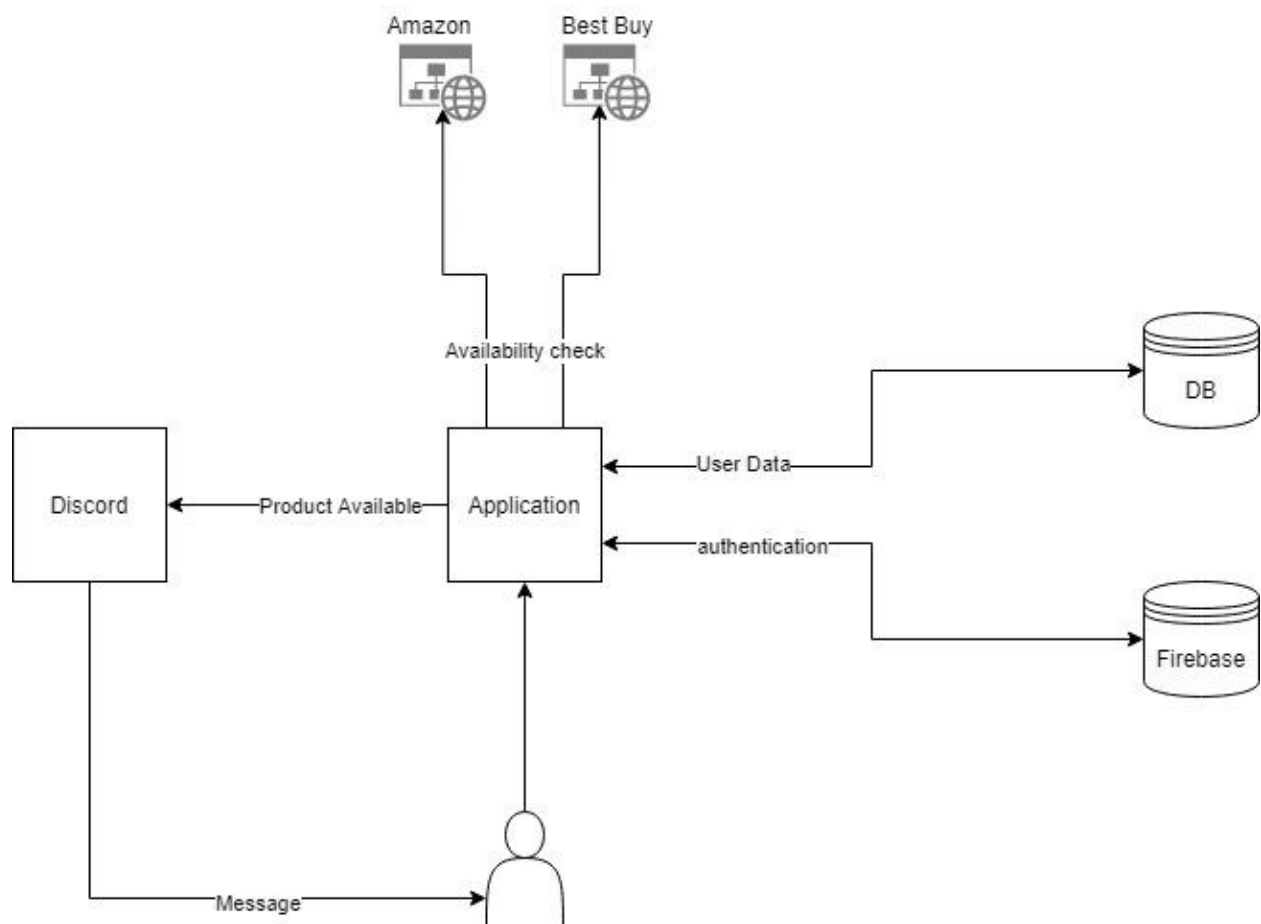 Amazon
Best Buy
Availability check
DB
User Data
Discord
Product Available
Application
authentication
Firebase
Message